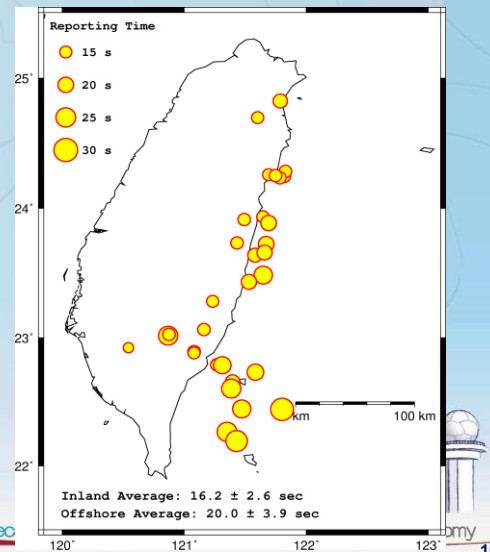 Reporting Time
15 s
20 s
25 s
30 s
25°
24°
23°
22°
km 100 km
Inland Average: 16.2 ± 2.6 sec
Offshore Average: 20.0 ± 3.9 sec
120° 121° 122° 123°